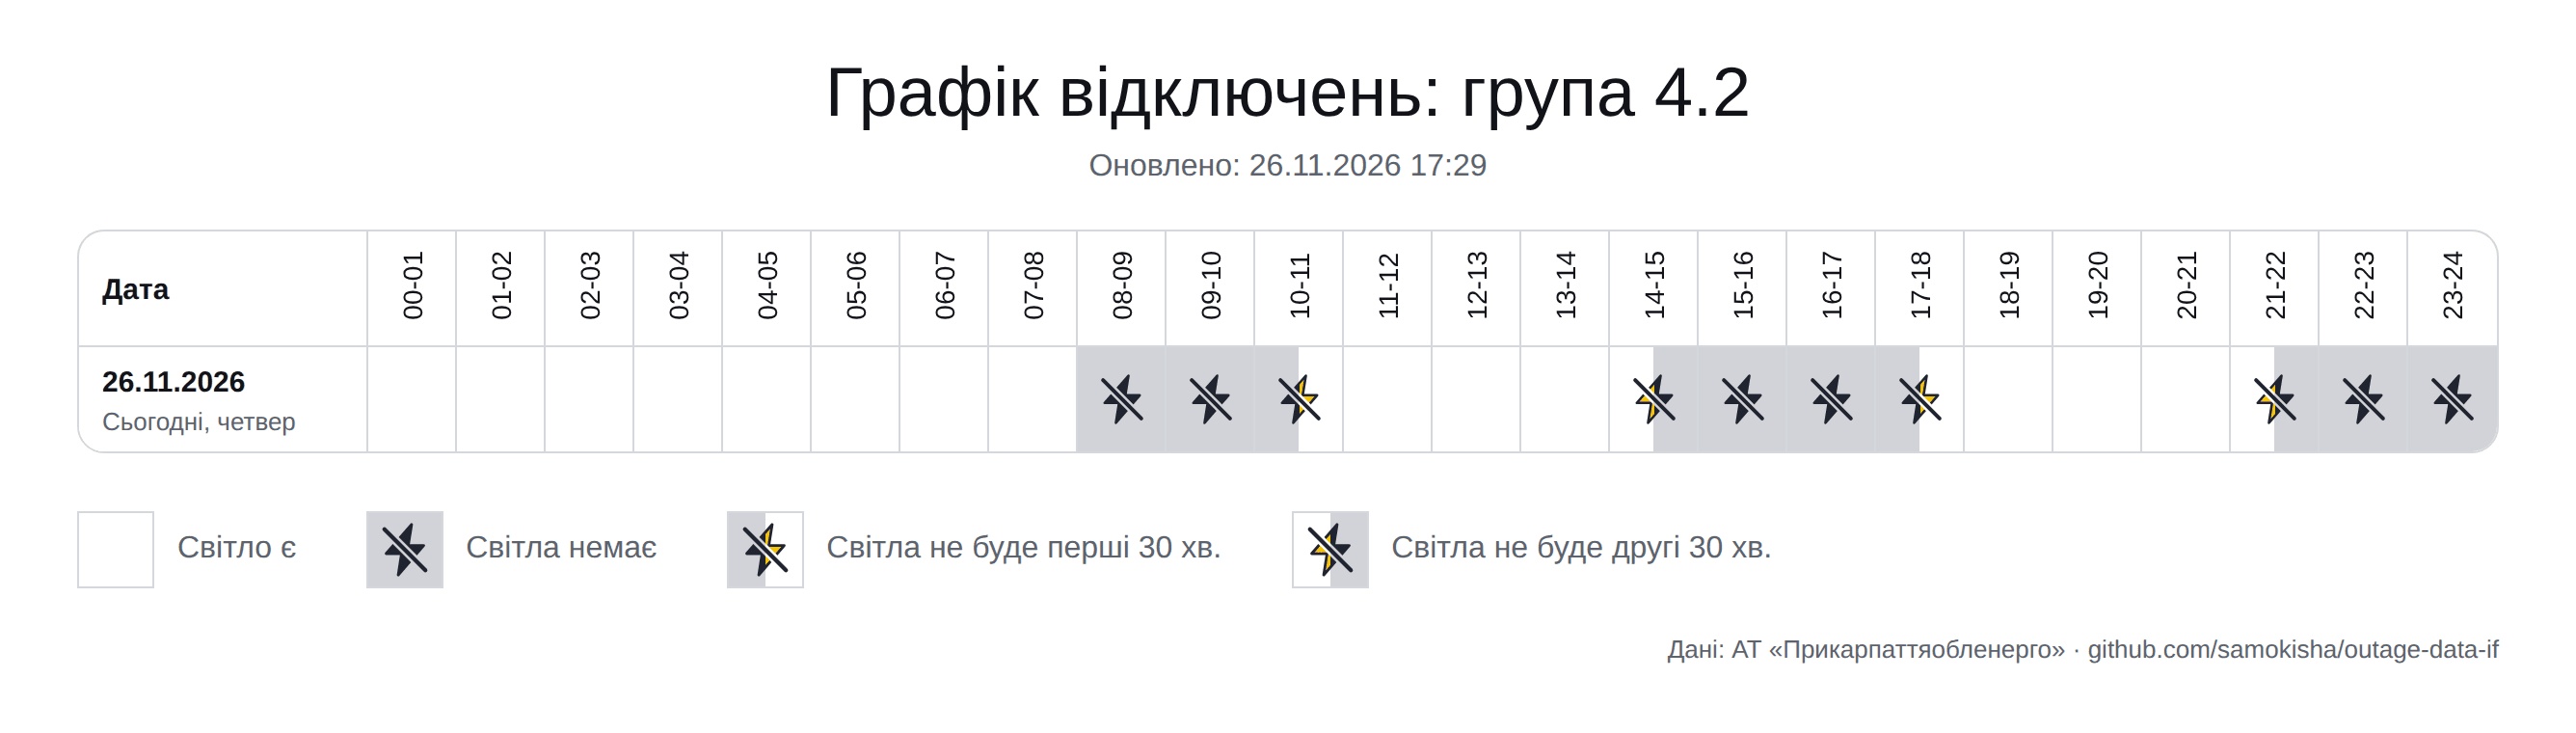 Графік відключень: група 4.2
Оновлено: 26.11.2026 17:29
Дата 00-01 01-02 02-03 03-04 04-05 05-06 06-07 07-08 08-09 09-10 10-11 11-12 12-13 13-14 14-15 15-16 16-17 17-18 18-19 19-20 20-21 21-22 22-23 23-24
26.11.2026
Сьогодні, четвер
Світло є Світла немає Світла не буде перші 30 хв. Світла не буде другі 30 хв.
Дані: АТ «Прикарпаттяобленерго» · github.com/samokisha/outage-data-if